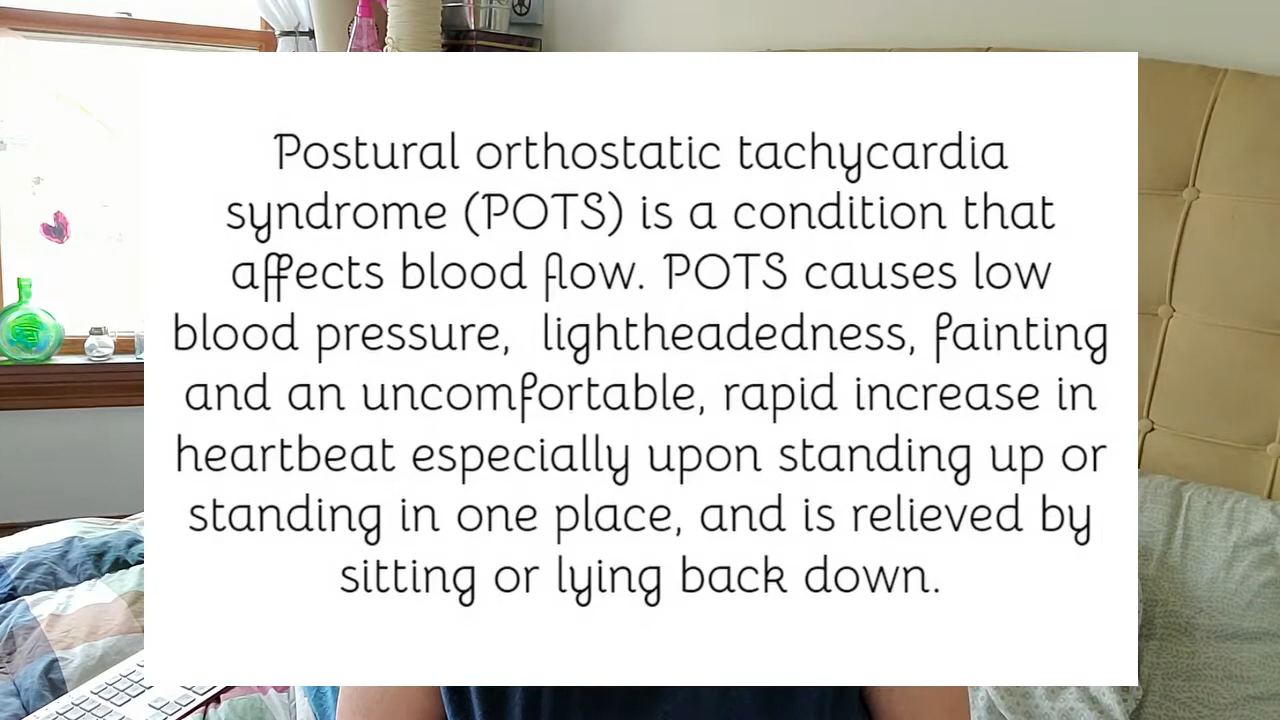 Postural orthostatic tachycardia
syndrome (POTS) is a condition that
affects blood flow. POTS causes low
blood pressure,  lightheadedness, fainting
and an uncomfortable, rapid increase in
heartbeat especially upon standing up or
standing in one place, and is relieved by
sitting or lying back down.